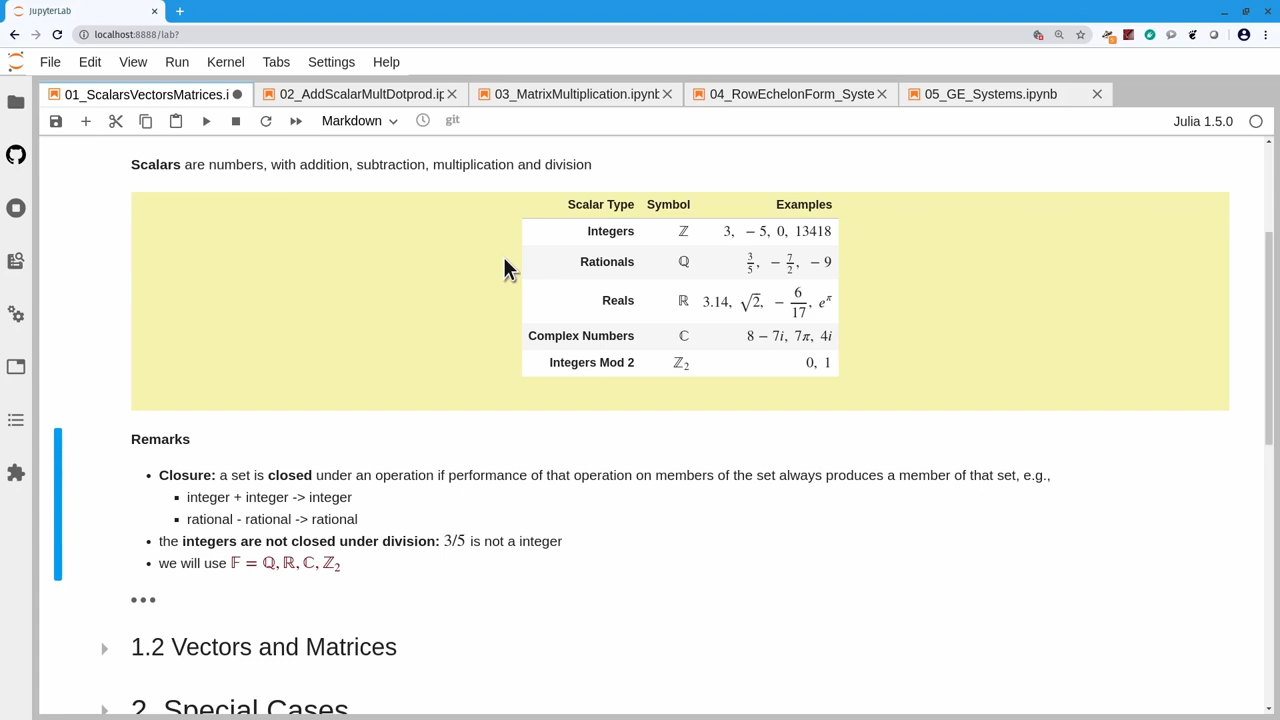 JupyterLab
localhost:8888/lab?
File Edit View Run Kernel Tabs Settings Help
01_ScalarsVectorsMatrices.i 02_AddScalarMultDotprod.ip 03_MatrixMultiplication.ipynb 04_RowEchelonForm_Syste 05_GE_Systems.ipynb
Markdown git Julia 1.5.0
Scalars are numbers, with addition, subtraction, multiplication and division
Scalar Type Symbol Examples
Integers ℤ 3, − 5, 0, 13418
Rationals ℚ 3/5, − 7/2, − 9
Reals ℝ 3.14, √2, − 6/17, e^π
Complex Numbers ℂ 8 − 7i, 7π, 4i
Integers Mod 2 ℤ₂ 0, 1
Remarks
• Closure: a set is closed under an operation if performance of that operation on members of the set always produces a member of that set, e.g.,
▪ integer + integer -> integer
▪ rational - rational -> rational
• the integers are not closed under division: 3/5 is not a integer
• we will use 𝔽 = ℚ, ℝ, ℂ, ℤ₂
•••
1.2 Vectors and Matrices
2. Special Cases